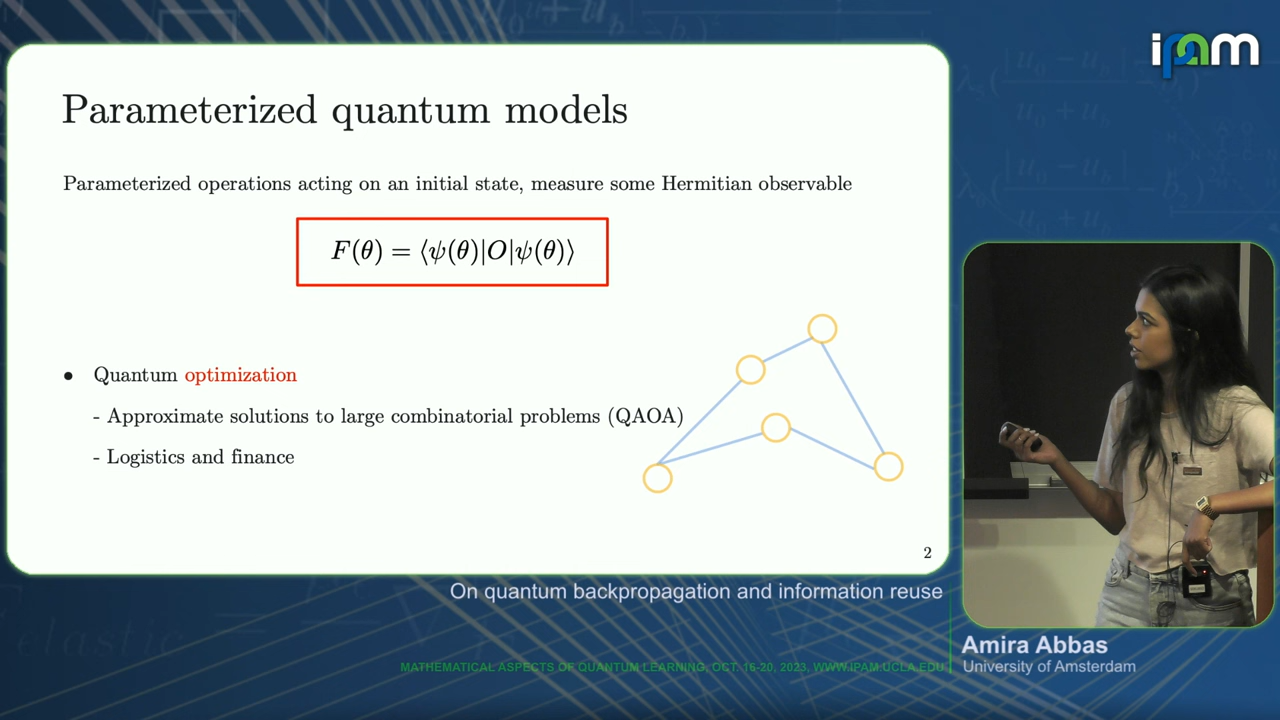 ipam
Parameterized quantum models
Parameterized operations acting on an initial state, measure some Hermitian observable
F(θ) = ⟨ψ(θ)|O|ψ(θ)⟩
● Quantum optimization
- Approximate solutions to large combinatorial problems (QAOA)
- Logistics and finance
2
On quantum backpropagation and information reuse
Amira Abbas
University of Amsterdam
MATHEMATICAL ASPECTS OF QUANTUM LEARNING, OCT. 16-20, 2023, WWW.IPAM.UCLA.EDU
elastic